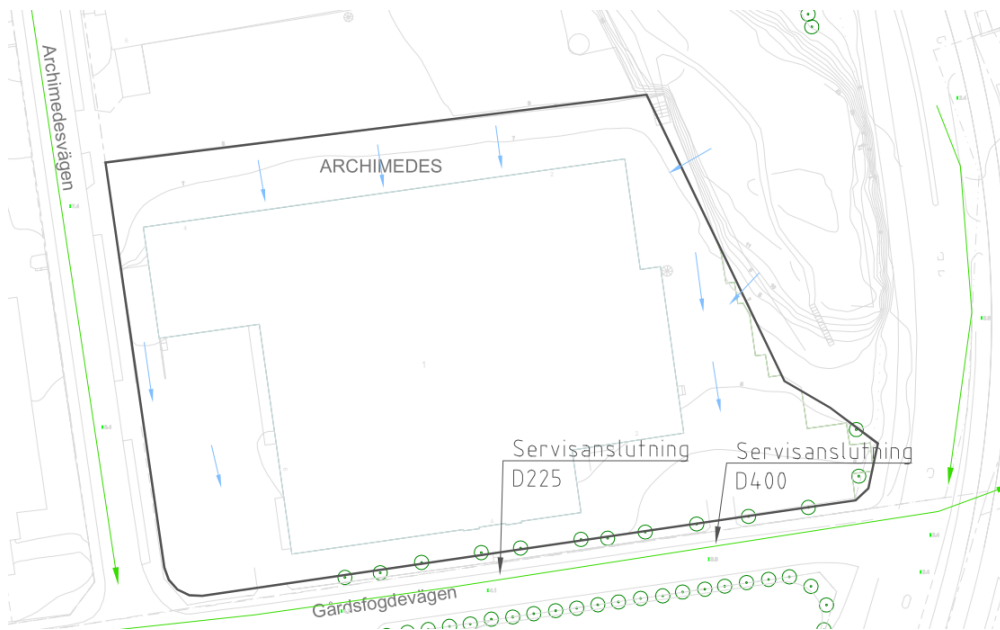 Archimedesvägen
ARCHIMEDES
Servisanslutning
D225
Servisanslutning
D400
Gårdsfogdevägen